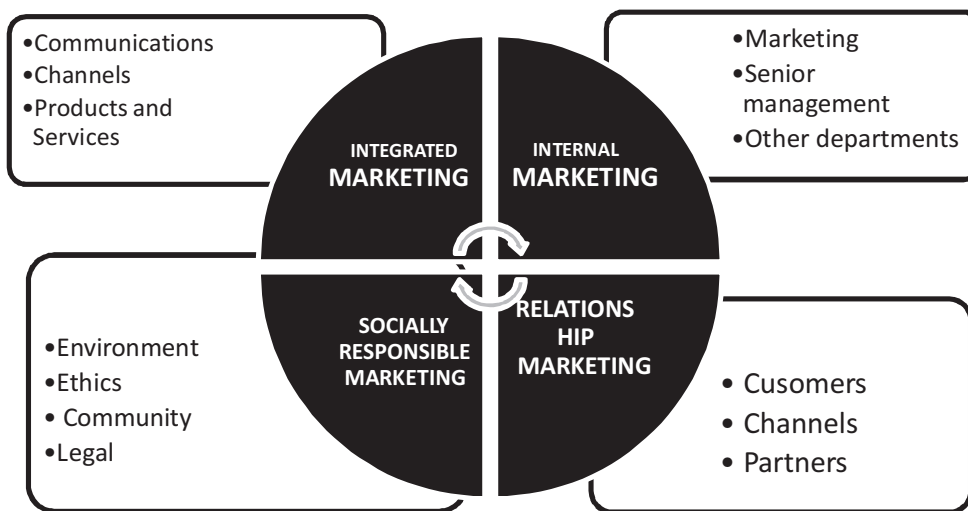 •Communications
•Channels
•Products and
Services
INTEGRATED
MARKETING
INTERNAL
MARKETING
•Marketing
•Senior
management
•Other departments
•Environment
•Ethics
• Community
•Legal
SOCIALLY
RESPONSIBLE
MARKETING
RELATIONS
HIP
MARKETING
• Cusomers
• Channels
• Partners